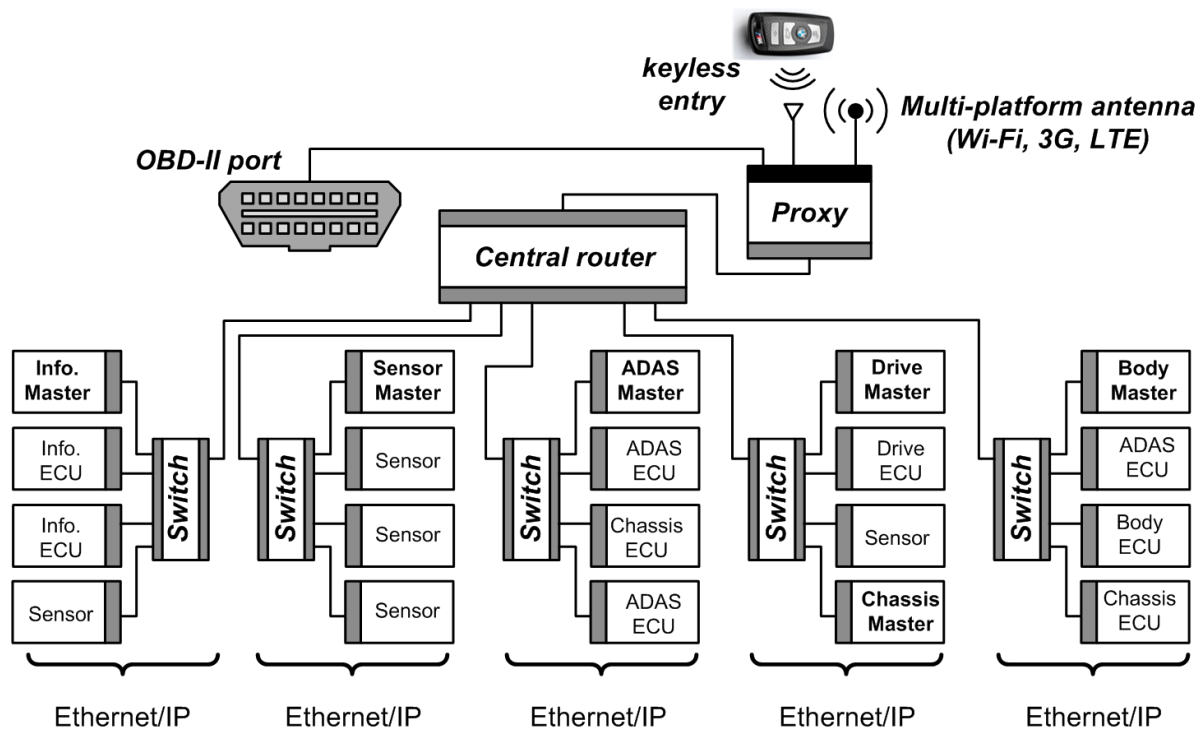 keyless
entry
Multi-platform antenna
(Wi-Fi, 3G, LTE)
OBD-II port
Proxy
Central router
Info.
Master
Info.
ECU
Info.
ECU
Sensor
Switch
Switch
Sensor
Master
Sensor
Sensor
Sensor
Switch
ADAS
Master
ADAS
ECU
Chassis
ECU
ADAS
ECU
Switch
Drive
Master
Drive
ECU
Sensor
Chassis
Master
Switch
Body
Master
ADAS
ECU
Body
ECU
Chassis
ECU
Ethernet/IP
Ethernet/IP
Ethernet/IP
Ethernet/IP
Ethernet/IP